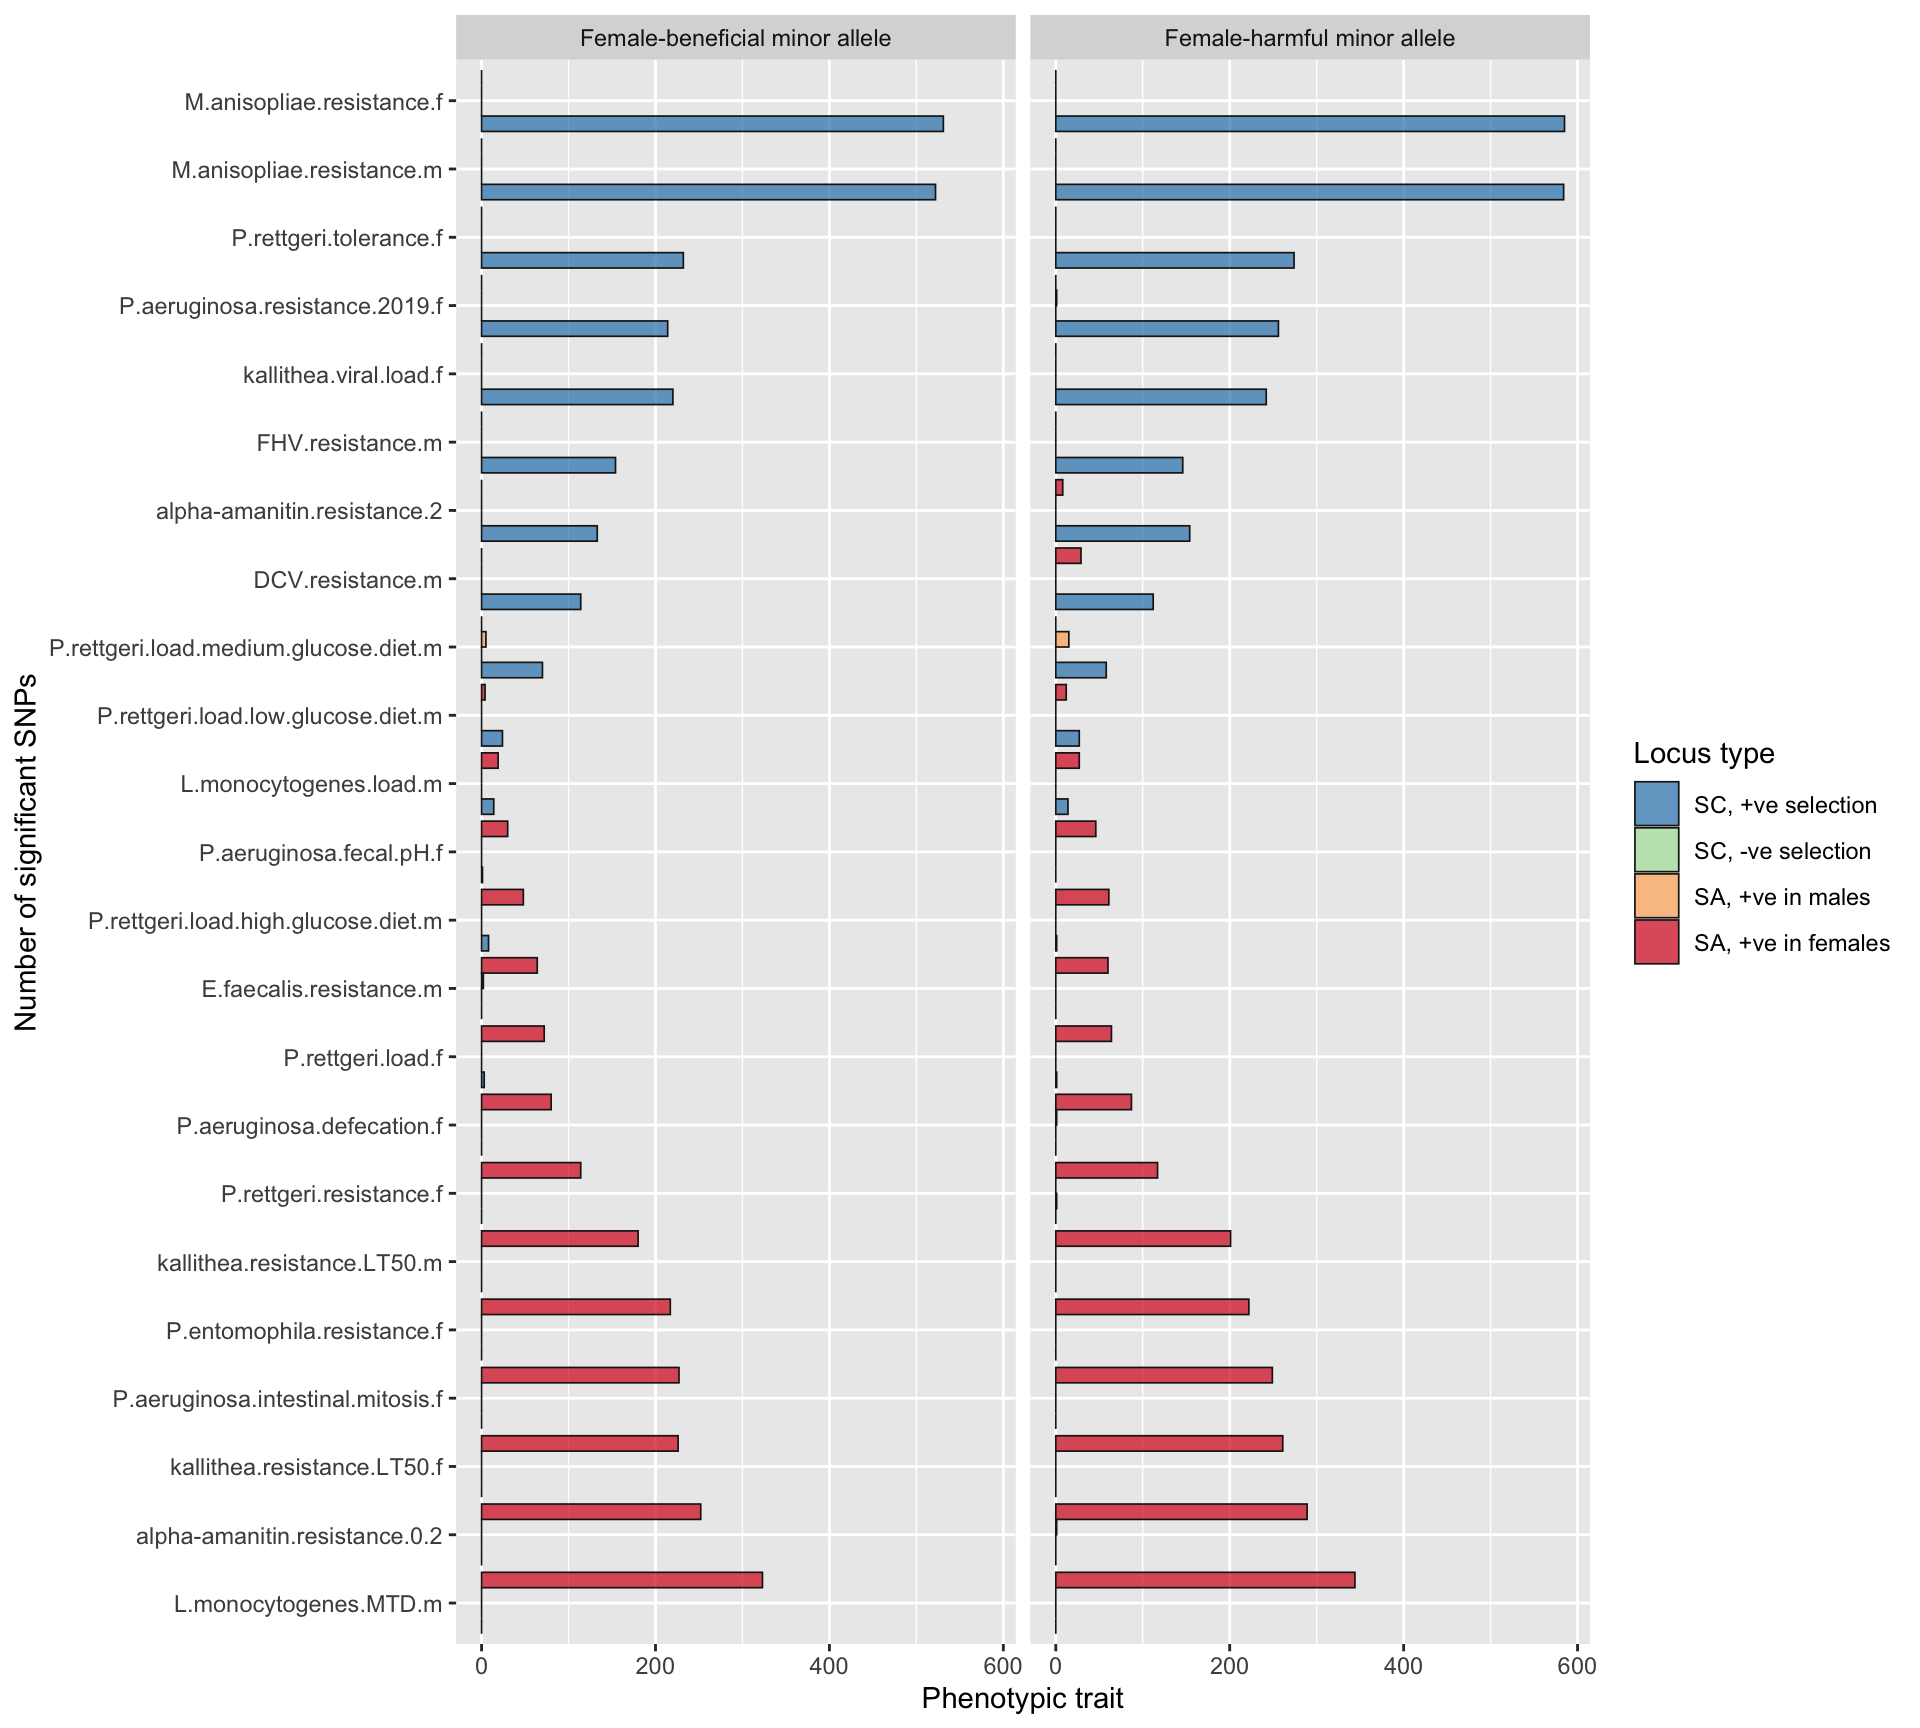 Female-beneficial minor allele
Female-harmful minor allele
M.anisopliae.resistance.f
M.anisopliae.resistance.m
P.rettgeri.tolerance.f
P.aeruginosa.resistance.2019.f
kallithea.viral.load.f
FHV.resistance.m
alpha-amanitin.resistance.2
DCV.resistance.m
P.rettgeri.load.medium.glucose.diet.m
P.rettgeri.load.low.glucose.diet.m
L.monocytogenes.load.m
P.aeruginosa.fecal.pH.f
P.rettgeri.load.high.glucose.diet.m
E.faecalis.resistance.m
P.rettgeri.load.f
P.aeruginosa.defecation.f
P.rettgeri.resistance.f
kallithea.resistance.LT50.m
P.entomophila.resistance.f
P.aeruginosa.intestinal.mitosis.f
kallithea.resistance.LT50.f
alpha-amanitin.resistance.0.2
L.monocytogenes.MTD.m
Number of significant SNPs
0 200 400 600
0 200 400 600
Phenotypic trait
Locus type
SC, +ve selection
SC, -ve selection
SA, +ve in males
SA, +ve in females